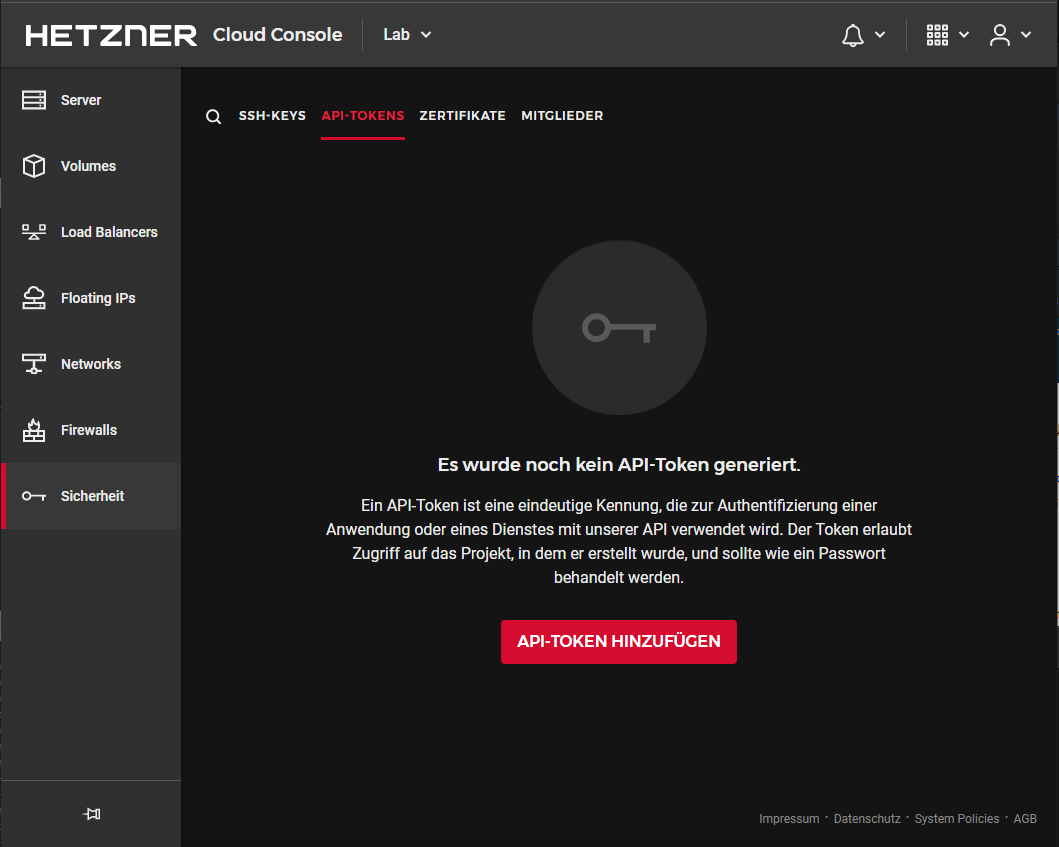 HETZNER Cloud Console Lab
Server
Volumes
Load Balancers
Floating IPs
Networks
Firewalls
Sicherheit
SSH-KEYS API-TOKENS ZERTIFIKATE MITGLIEDER
Es wurde noch kein API-Token generiert.
Ein API-Token ist eine eindeutige Kennung, die zur Authentifizierung einer
Anwendung oder eines Dienstes mit unserer API verwendet wird. Der Token erlaubt
Zugriff auf das Projekt, in dem er erstellt wurde, und sollte wie ein Passwort
behandelt werden.
API-TOKEN HINZUFÜGEN
Impressum · Datenschutz · System Policies · AGB